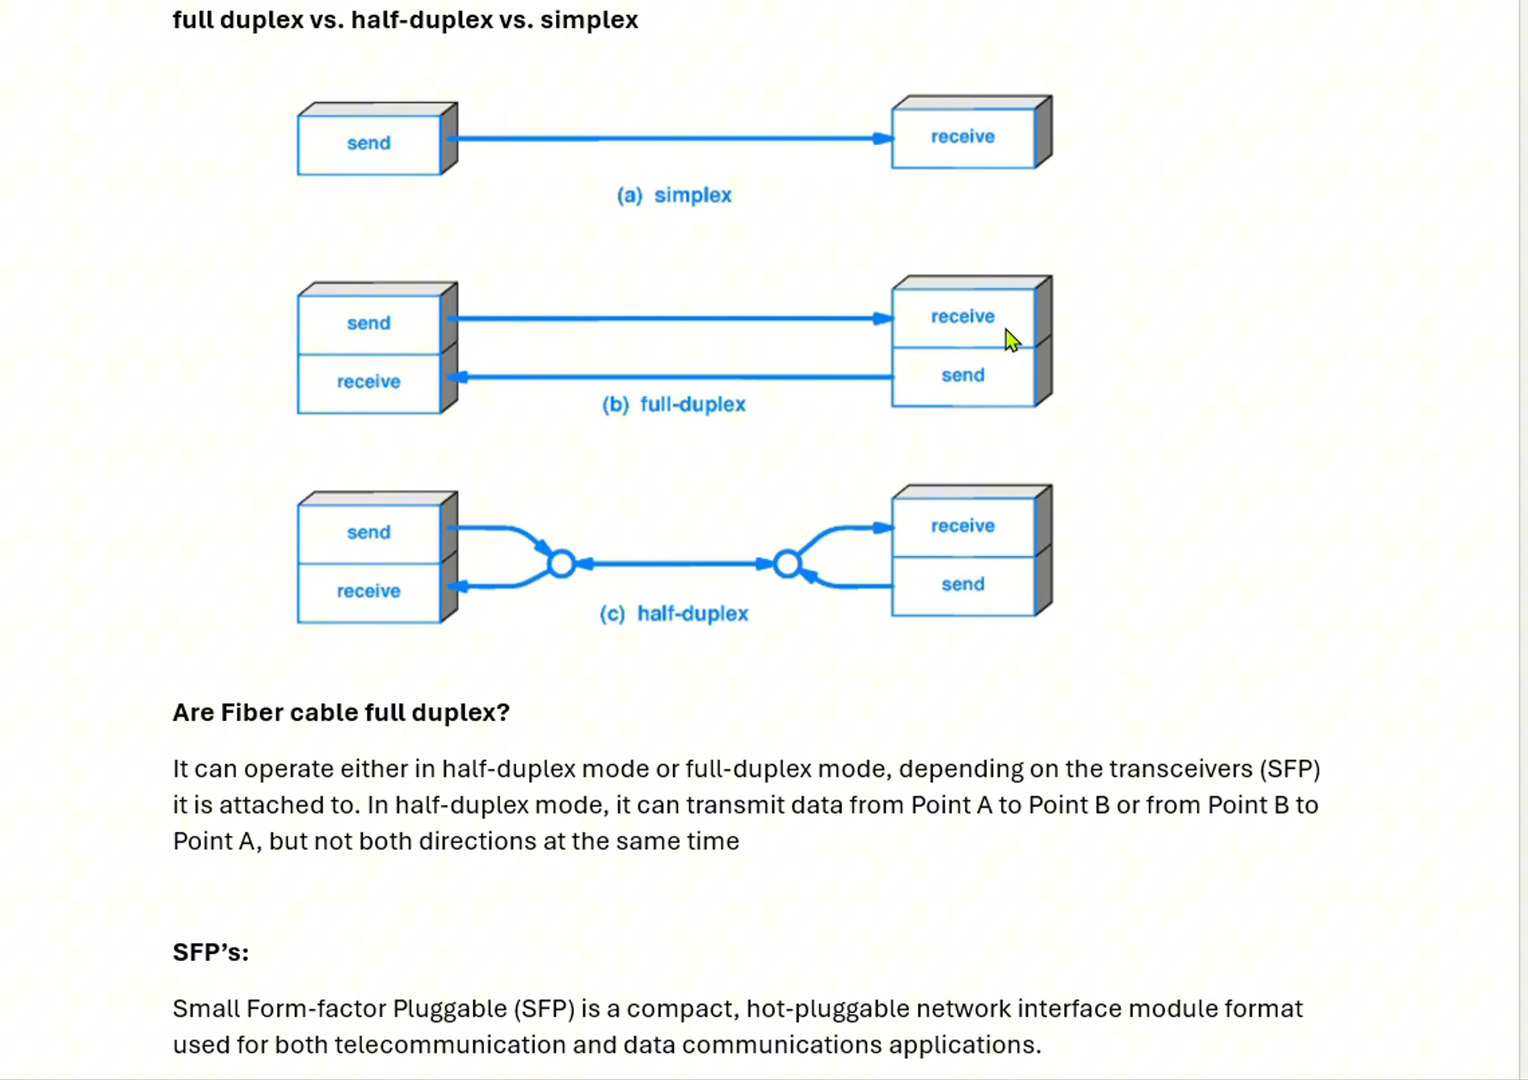 full duplex vs. half-duplex vs. simplex
send
receive
(a) simplex
send
receive
receive
send
(b) full-duplex
send
receive
receive
send
(c) half-duplex
Are Fiber cable full duplex?
It can operate either in half-duplex mode or full-duplex mode, depending on the transceivers (SFP)
it is attached to. In half-duplex mode, it can transmit data from Point A to Point B or from Point B to
Point A, but not both directions at the same time
SFP’s:
Small Form-factor Pluggable (SFP) is a compact, hot-pluggable network interface module format
used for both telecommunication and data communications applications.